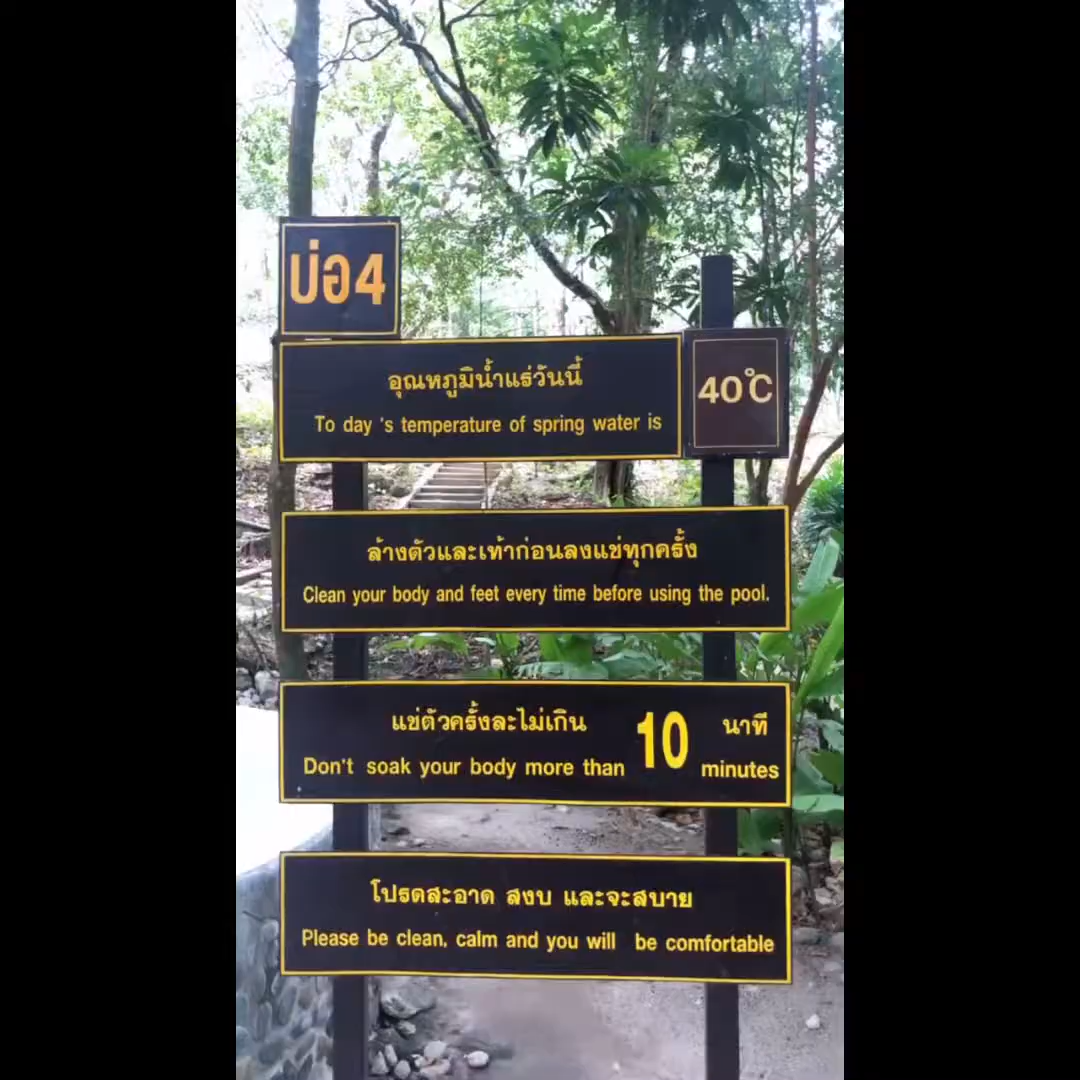 บ่อ4
อุณหภูมิน้ำแร่วันนี้
To day 's temperature of spring water is
40°C
ล้างตัวและเท้าก่อนลงแช่ทุกครั้ง
Clean your body and feet every time before using the pool.
แช่ตัวครั้งละไม่เกิน 10 นาที
Don't soak your body more than minutes
โปรดสะอาด สงบ และจะสบาย
Please be clean, calm and you will be comfortable